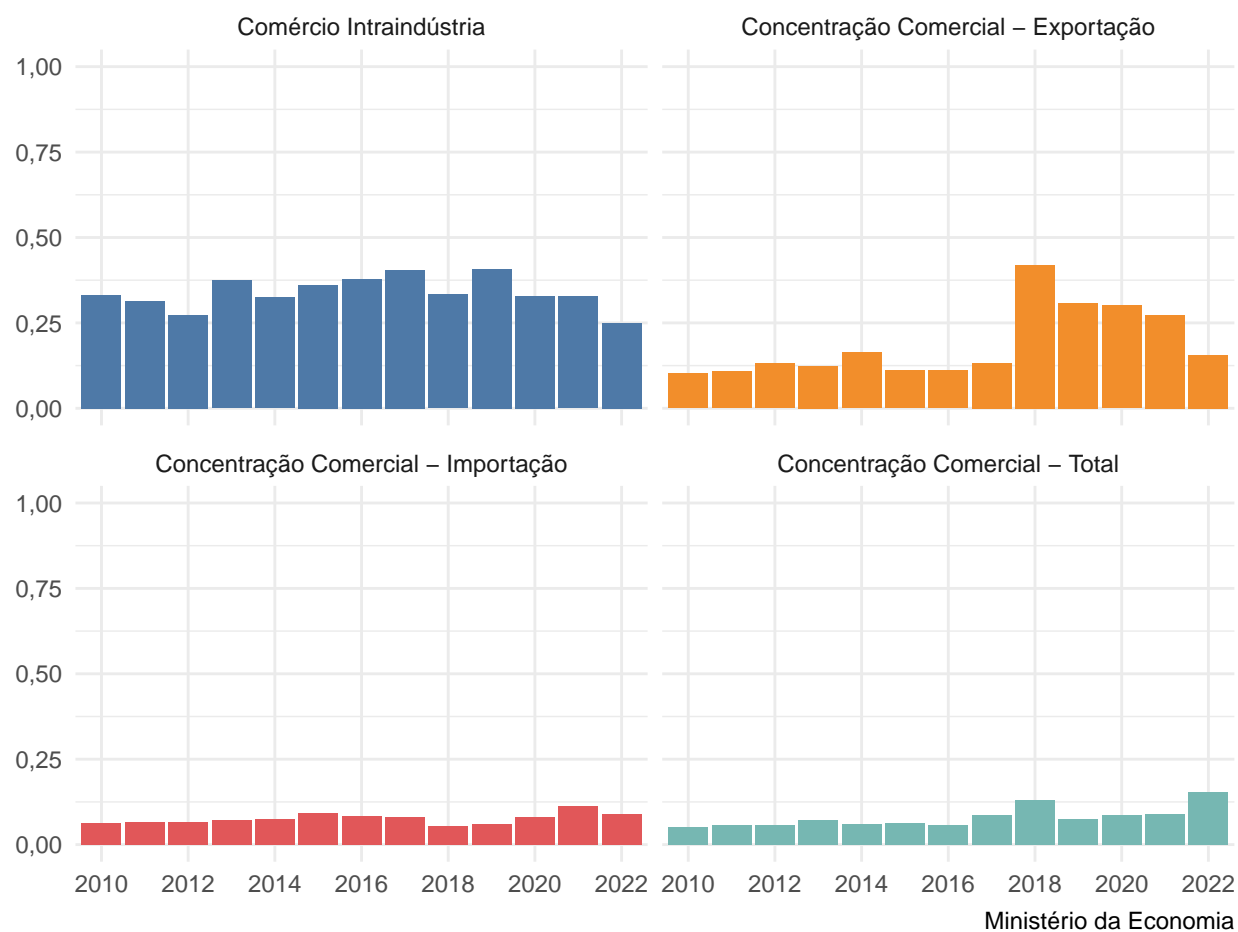 Comércio Intraindústria
Concentração Comercial – Exportação
1,00
0,75
0,50
0,25
0,00
Concentração Comercial – Importação
Concentração Comercial – Total
1,00
0,75
0,50
0,25
0,00
2010 2012 2014 2016 2018 2020 2022
2010 2012 2014 2016 2018 2020 2022
Ministério da Economia